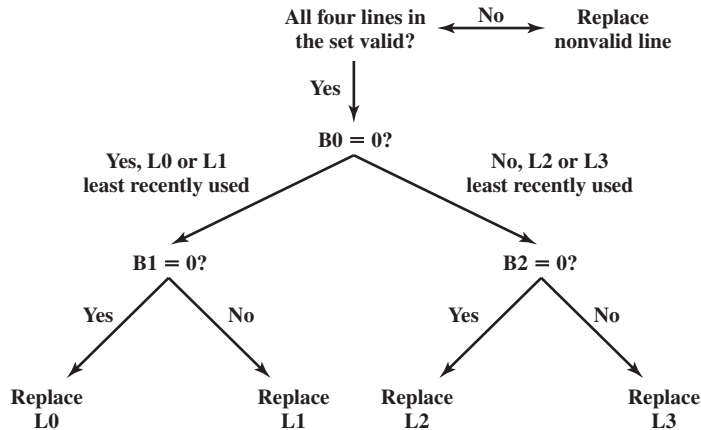 All four lines in
the set valid?
No
Replace
nonvalid line
Yes
B0 = 0?
Yes, L0 or L1
least recently used
No, L2 or L3
least recently used
B1 = 0?
B2 = 0?
Yes
No
Yes
No
Replace
L0
Replace
L1
Replace
L2
Replace
L3